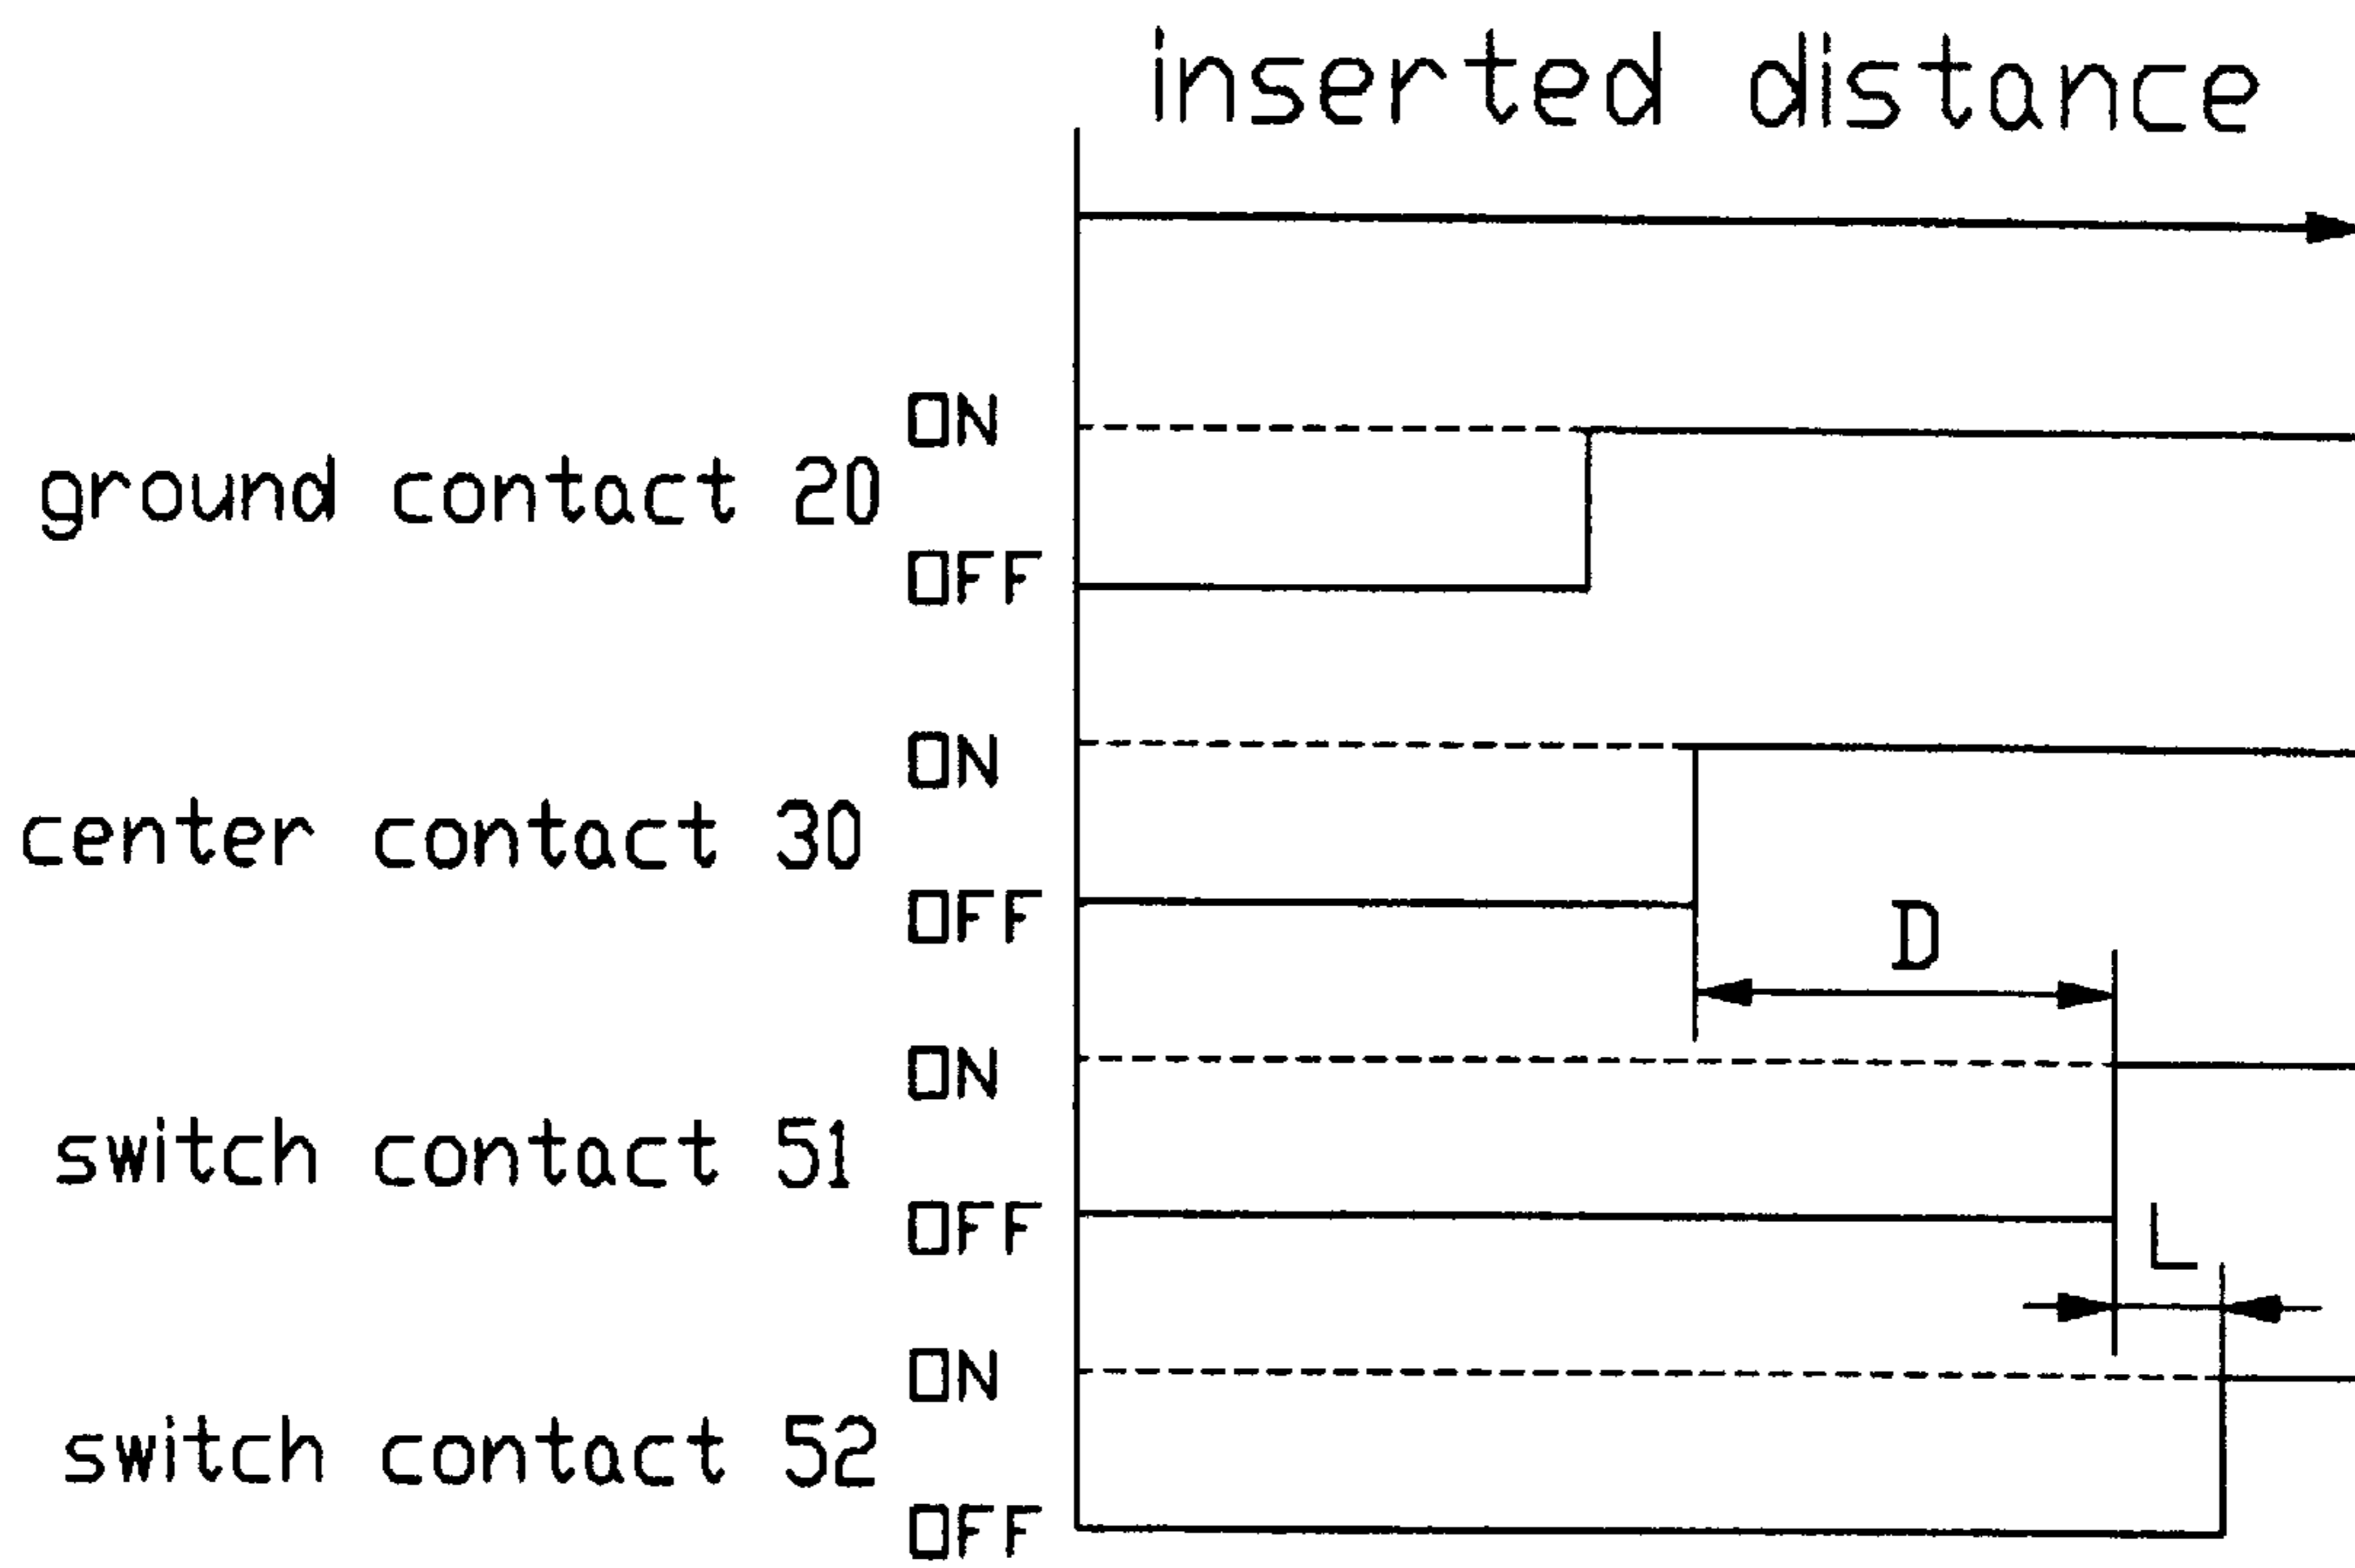 inserted distance
ON
ground contact 20
OFF
ON
center contact 30
OFF
D
ON
switch contact 51
OFF
L
ON
switch contact 52
OFF